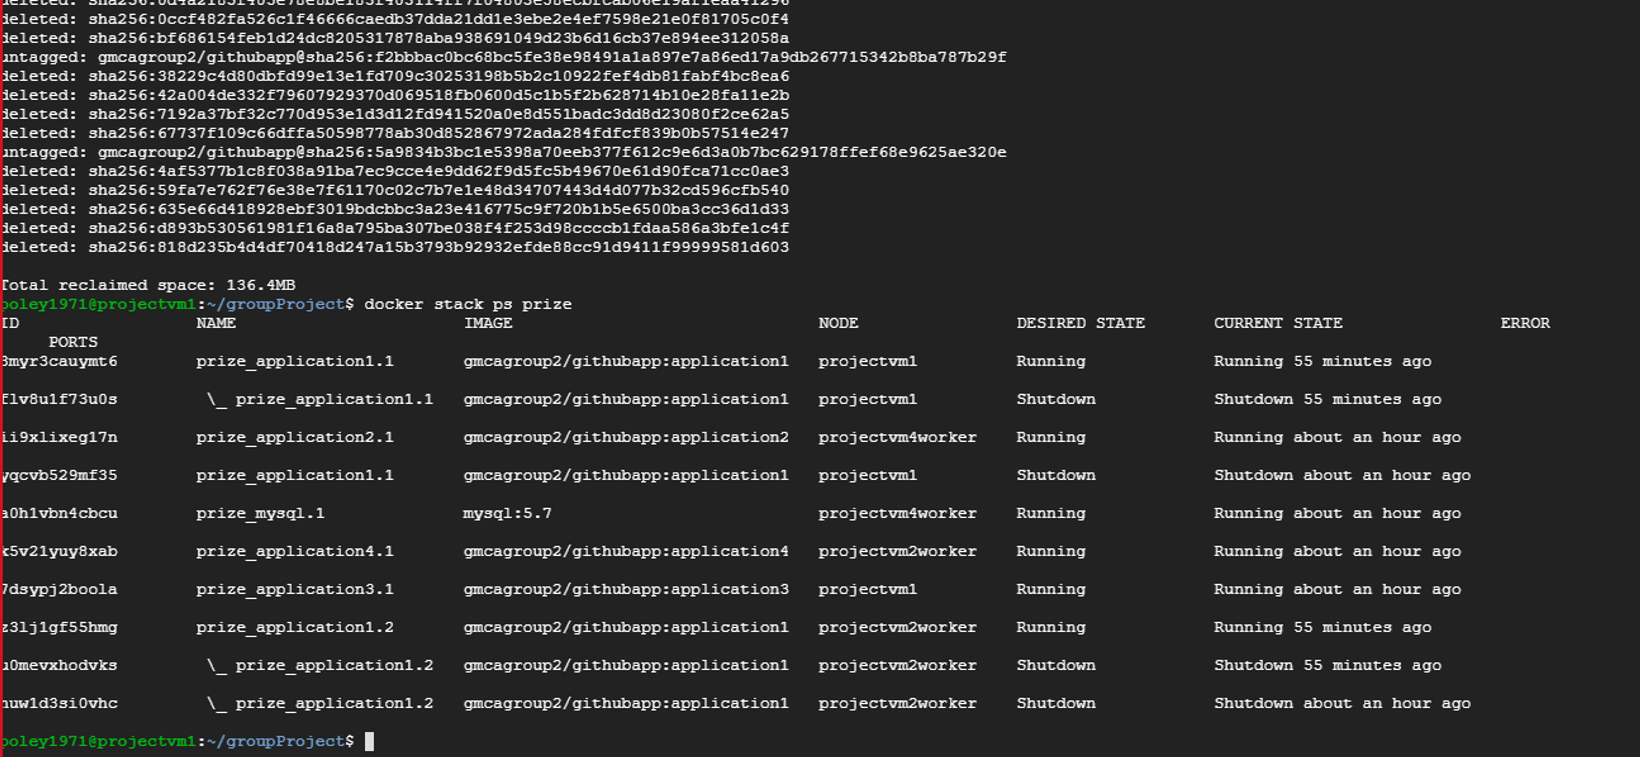 deleted: sha256:0ccf482fa526c1f46666caedb37dda21dd1e3ebe2e4ef7598e21e0f81705c0f4
deleted: sha256:bf686154feb1d24dc8205317878aba938691049d23b6d16cb37e894ee312058a
untagged: gmcagroup2/githubapp@sha256:f2bbbac0bc68bc5fe38e98491a1a897e7a86ed17a9db267715342b8ba787b29f
deleted: sha256:38229c4d80dbfd99e13e1fd709c30253198b5b2c10922fef4db81fabf4bc8ea6
deleted: sha256:42a004de332f79607929370d069518fb0600d5c1b5f2b628714b10e28fa11e2b
deleted: sha256:7192a37bf32c770d953e1d3d12fd941520a0e8d551badc3dd8d23080f2ce62a5
deleted: sha256:67737f109c66dffa50598778ab30d852867972ada284fdfcf839b0b57514e247
untagged: gmcagroup2/githubapp@sha256:5a9834b3bc1e5398a70eeb377f612c9e6d3a0b7bc629178ffef68e9625ae320e
deleted: sha256:4af5377b1c8f038a91ba7ec9cce4e9dd62f9d5fc5b49670e61d90fca71cc0ae3
deleted: sha256:59fa7e762f76e38e7f61170c02c7b7e1e48d34707443d4d077b32cd596cfb540
deleted: sha256:635e66d418928ebf3019bdcbbc3a23e416775c9f720b1b5e6500ba3cc36d1d33
deleted: sha256:d893b530561981f16a8a795ba307be038f4f253d98ccccb1fdaa586a3bfe1c4f
deleted: sha256:818d235b4d4df70418d247a15b3793b92932efde88cc91d9411f99999581d603
Total reclaimed space: 136.4MB
poley1971@projectvm1:~/groupProject$ docker stack ps prize
ID NAME IMAGE NODE DESIRED STATE CURRENT STATE ERROR
PORTS
3myr3cauymt6 prize_application1.1 gmcagroup2/githubapp:application1 projectvm1 Running Running 55 minutes ago
flv8u1f73u0s \_ prize_application1.1 gmcagroup2/githubapp:application1 projectvm1 Shutdown Shutdown 55 minutes ago
ii9xlixeg17n prize_application2.1 gmcagroup2/githubapp:application2 projectvm4worker Running Running about an hour ago
yqcvb529mf35 prize_application1.1 gmcagroup2/githubapp:application1 projectvm1 Shutdown Shutdown about an hour ago
a0h1vbn4cbcu prize_mysql.1 mysql:5.7 projectvm4worker Running Running about an hour ago
k5v21yuy8xab prize_application4.1 gmcagroup2/githubapp:application4 projectvm2worker Running Running about an hour ago
7dsypj2boola prize_application3.1 gmcagroup2/githubapp:application3 projectvm1 Running Running about an hour ago
z3lj1gf55hmg prize_application1.2 gmcagroup2/githubapp:application1 projectvm2worker Running Running 55 minutes ago
u0mevxhodvks \_ prize_application1.2 gmcagroup2/githubapp:application1 projectvm2worker Shutdown Shutdown 55 minutes ago
nuw1d3si0vhc \_ prize_application1.2 gmcagroup2/githubapp:application1 projectvm2worker Shutdown Shutdown about an hour ago
poley1971@projectvm1:~/groupProject$